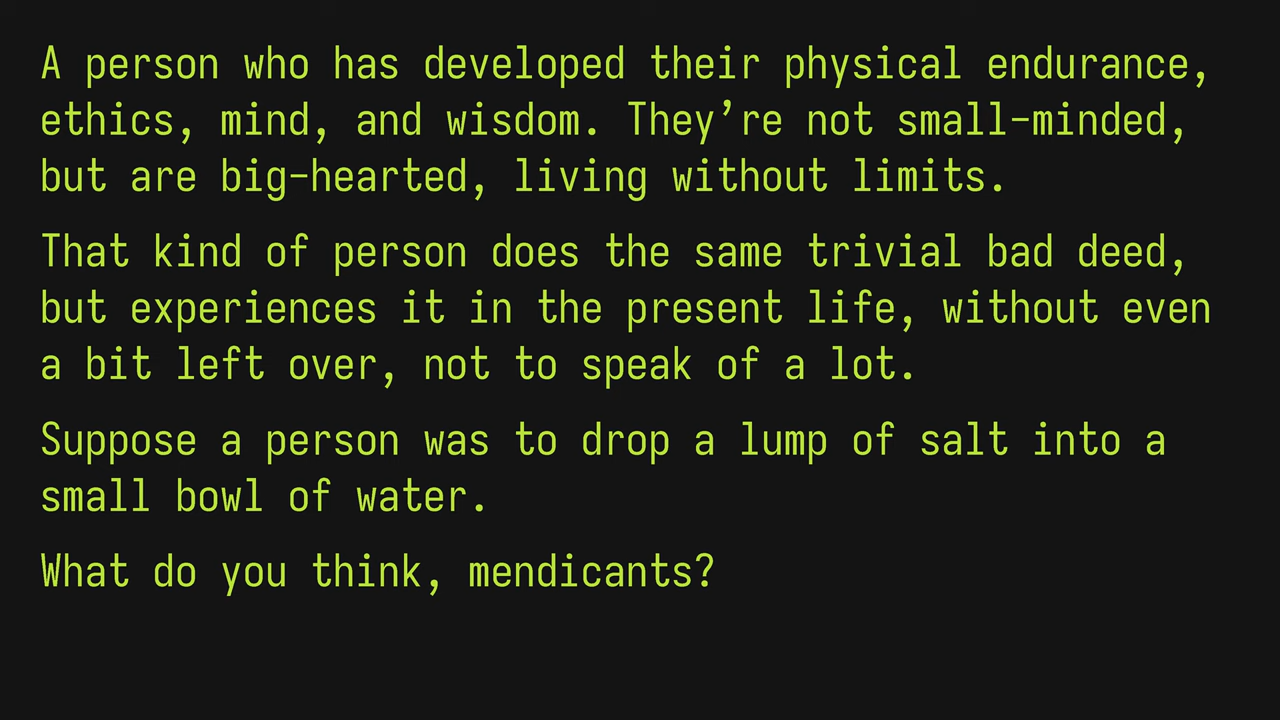 A person who has developed their physical endurance,
ethics, mind, and wisdom. They’re not small-minded,
but are big-hearted, living without limits.
That kind of person does the same trivial bad deed,
but experiences it in the present life, without even
a bit left over, not to speak of a lot.
Suppose a person was to drop a lump of salt into a
small bowl of water.
What do you think, mendicants?